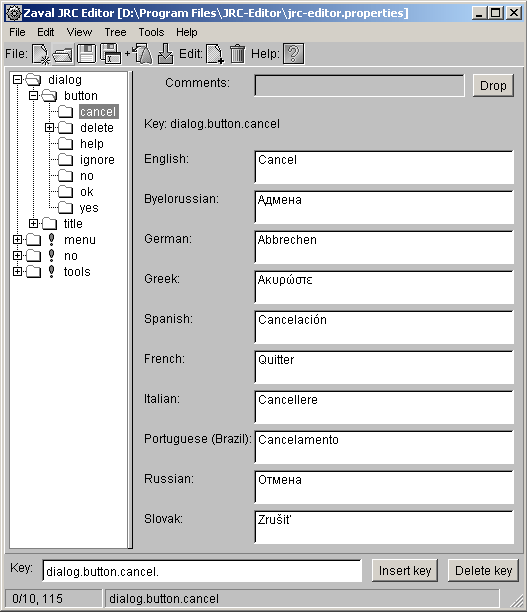 Zaval JRC Editor [D:\Program Files\JRC-Editor\jrc-editor.properties]
File Edit View Tree Tools Help
File: Edit: Help:
dialog
button
cancel
delete
help
ignore
no
ok
yes
title
menu
no
tools
Comments: Drop
Key: dialog.button.cancel
English: Cancel
Byelorussian: Адмена
German: Abbrechen
Greek: Ακυρώστε
Spanish: Cancelación
French: Quitter
Italian: Cancellere
Portuguese (Brazil): Cancelamento
Russian: Отмена
Slovak: Zrušiť
Key: dialog.button.cancel. Insert key Delete key
0/10, 115 dialog.button.cancel